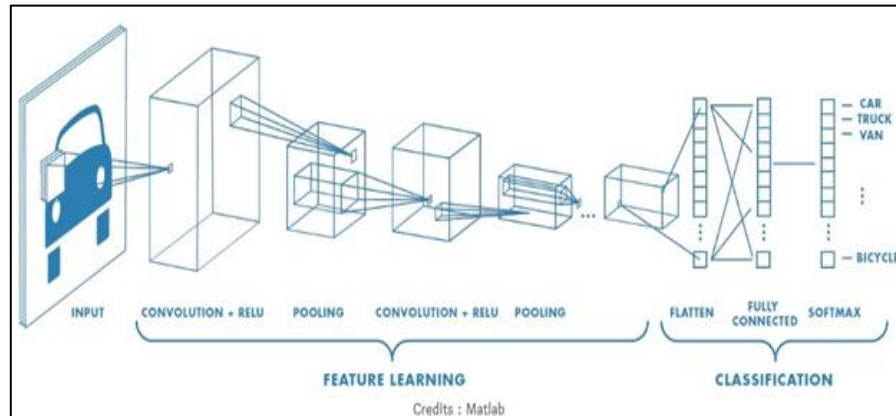 CAR
TRUCK
VAN
BICYCLE
INPUT
CONVOLUTION + RELU
POOLING
CONVOLUTION + RELU
POOLING
FLATTEN
FULLY
CONNECTED
SOFTMAX
FEATURE LEARNING
CLASSIFICATION
Credits : Matlab